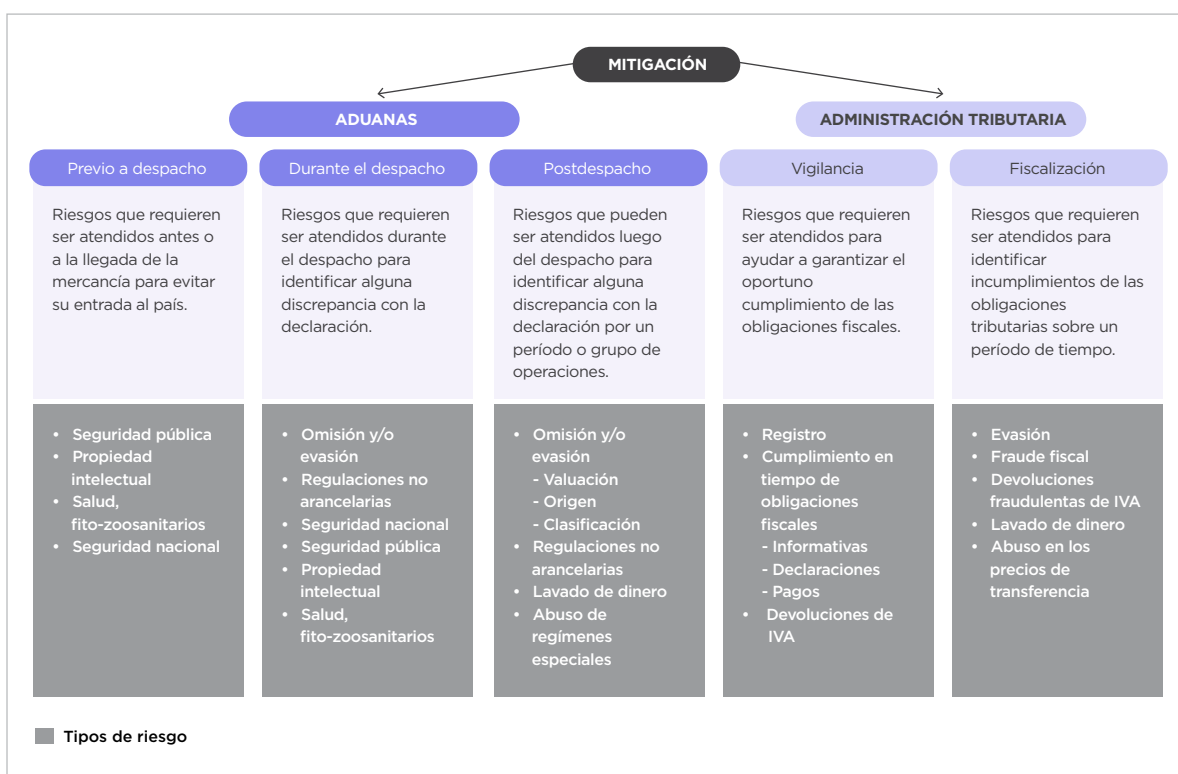 MITIGACIÓN
ADUANAS
ADMINISTRACIÓN TRIBUTARIA
Previo a despacho
Riesgos que requieren
ser atendidos antes o
a la llegada de la
mercancía para evitar
su entrada al país.
• Seguridad pública
• Propiedad
intelectual
• Salud,
fito-zoosanitarios
• Seguridad nacional
Durante el despacho
Riesgos que requieren
ser atendidos durante
el despacho para
identificar alguna
discrepancia con la
declaración.
• Omisión y/o
evasión
• Regulaciones no
arancelarias
• Seguridad nacional
• Seguridad pública
• Propiedad
intelectual
• Salud,
fito-zoosanitarios
Postdespacho
Riesgos que pueden
ser atendidos luego
del despacho para
identificar alguna
discrepancia con la
declaración por un
período o grupo de
operaciones.
• Omisión y/o
evasión
- Valuación
- Origen
- Clasificación
• Regulaciones no
arancelarias
• Lavado de dinero
• Abuso de
regímenes
especiales
Vigilancia
Riesgos que requieren
ser atendidos para
ayudar a garantizar el
oportuno
cumplimiento de las
obligaciones fiscales.
• Registro
• Cumplimiento en
tiempo de
obligaciones
fiscales
- Informativas
- Declaraciones
- Pagos
• Devoluciones de
IVA
Fiscalización
Riesgos que requieren
ser atendidos para
identificar
incumplimientos de las
obligaciones
tributarias sobre un
período de tiempo.
• Evasión
• Fraude fiscal
• Devoluciones
fraudulentas de IVA
• Lavado de dinero
• Abuso en los
precios de
transferencia
Tipos de riesgo